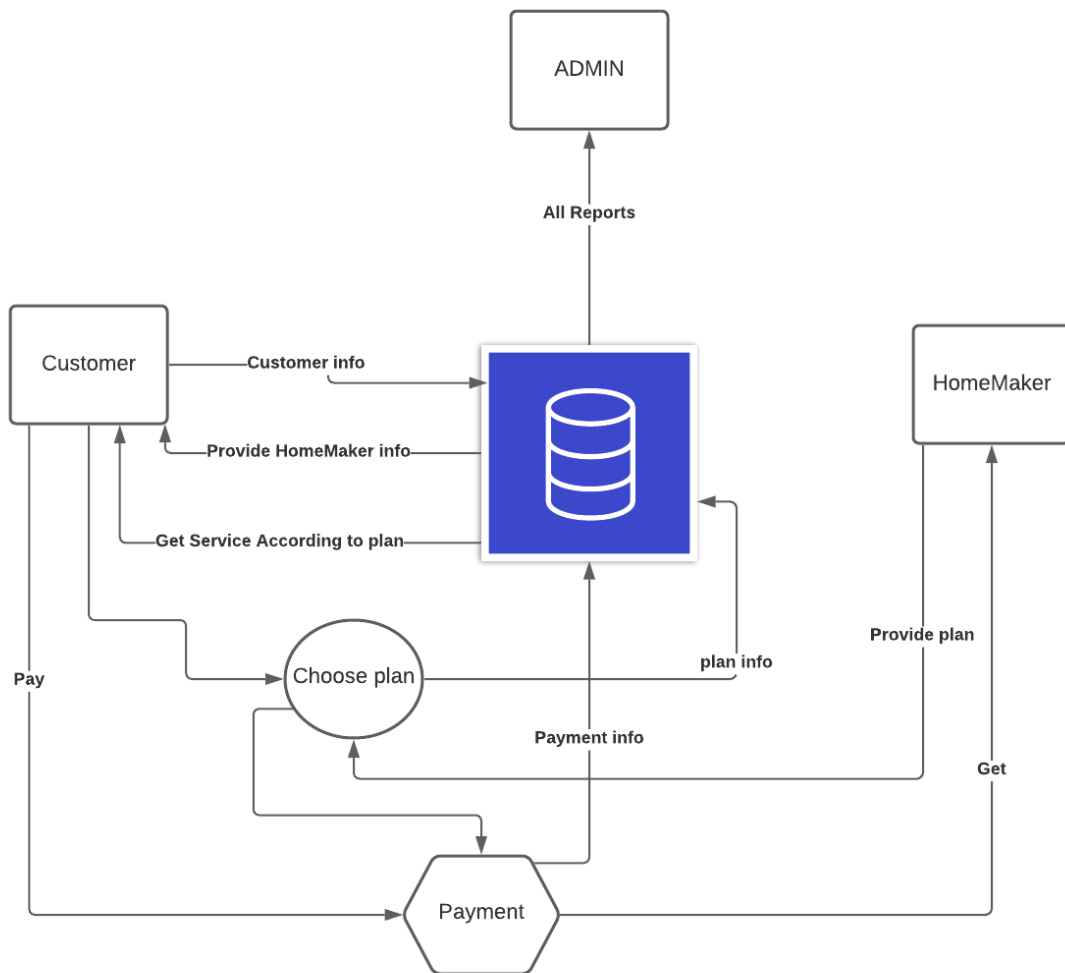 ADMIN
All Reports
Customer
Customer info
HomeMaker
Provide HomeMaker info
Get Service According to plan
Provide plan
plan info
Choose plan
Pay
Payment info
Get
Payment